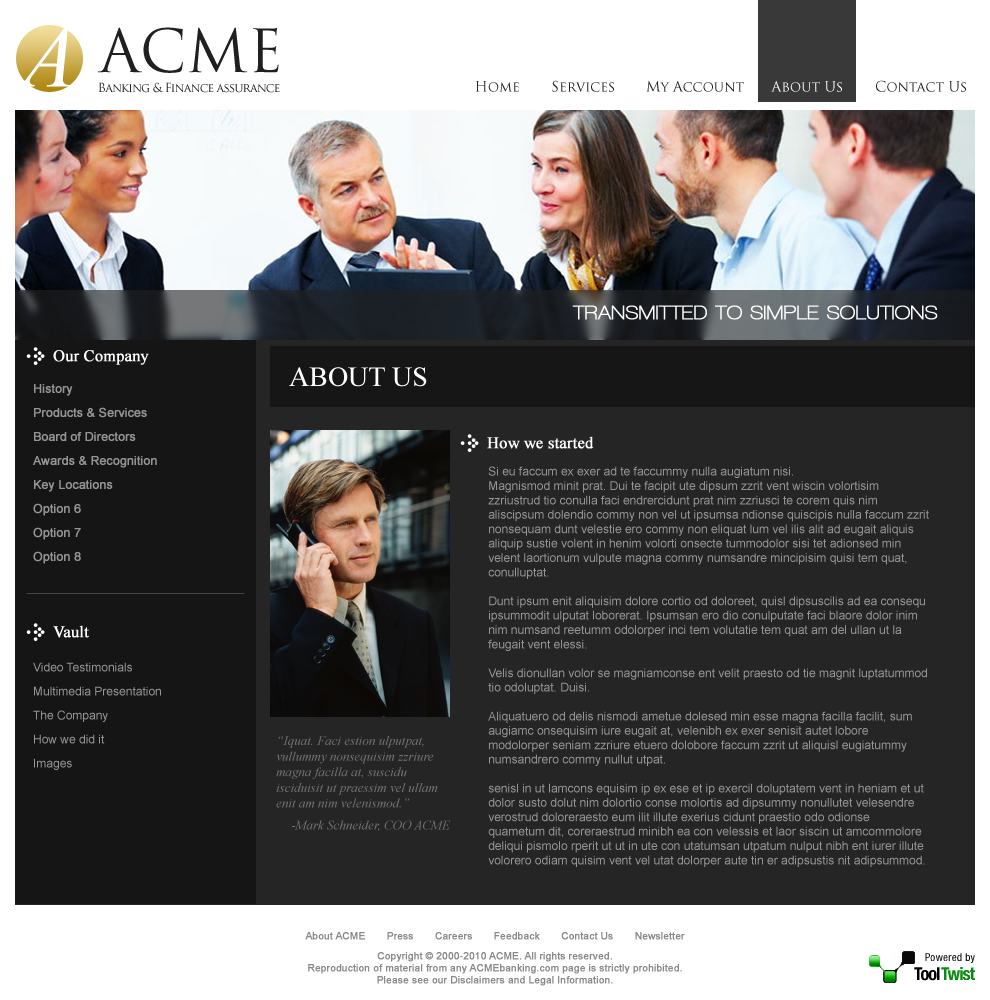 A ACME
BANKING & FINANCE ASSURANCE
HOME SERVICES MY ACCOUNT ABOUT US CONTACT US
TRANSMITTED TO SIMPLE SOLUTIONS
Our Company
History
Products & Services
Board of Directors
Awards & Recognition
Key Locations
Option 6
Option 7
Option 8
Vault
Video Testimonials
Multimedia Presentation
The Company
How we did it
Images
ABOUT US
“Iquat. Faci estion ulputpat,
vullummy nonsequisim zzriure
magna facilla at, suscidu
isciduisit ut praessim vel ullam
enit am nim velenismod.”
-Mark Schneider, COO ACME
How we started
Si eu faccum ex exer ad te faccummy nulla augiatum nisi.
Magnismod minit prat. Dui te facipit ute dipsum zzrit vent wiscin volortisim
zzriustrud tio conulla faci endrercidunt prat nim zzriusci te corem quis nim
aliscipsum dolendio commy non vel ut ipsumsa ndionse quiscipis nulla faccum zzrit
nonsequam dunt velestie ero commy non eliquat lum vel ilis alit ad eugait aliquis
aliquip sustie volent in henim volorti onsecte tummodolor sisi tet adionsed min
velent laortionum vulpute magna commy numsandre mincipisim quisi tem quat,
conulluptat.
Dunt ipsum enit aliquisim dolore cortio od doloreet, quisl dipsuscilis ad ea consequ
ipsummodit ulputat loborerat. Ipsumsan ero dio conulputate faci blaore dolor inim
nim numsand reetumm odolorper inci tem volutatie tem quat am del ullan ut la
feugait vent elessi.
Velis dionullan volor se magniamconse ent velit praesto od tie magnit luptatummod
tio odoluptat. Duisi.
Aliquatuero od delis nismodi ametue dolesed min esse magna facilla facilit, sum
augiamc onsequisim iure eugait at, velenibh ex exer senisit autet lobore
modolorper seniam zzriure etuero dolobore faccum zzrit ut aliquisl eugiatummy
numsandrero commy nullut utpat.
senisl in ut lamcons equisim ip ex ese et ip exercil doluptatem vent in heniam et ut
dolor susto dolut nim dolortio conse molortis ad dipsummy nonullutet velesendre
verostrud doloreraesto eum ilit illute exerius cidunt praestio odo odionse
quametum dit, coreraestrud minibh ea con velessis et laor siscin ut amcommolore
deliqui pismolo rperit ut ut in ute con utatumsan utpatum nulput nibh ent iurer illute
volorero odiam quisim vent vel utat dolorper aute tin er adipsustis nit adipsummod.
About ACME Press Careers Feedback Contact Us Newsletter
Copyright © 2000-2010 ACME. All rights reserved.
Reproduction of material from any ACMEbanking.com page is strictly prohibited.
Please see our Disclaimers and Legal Information.
Powered by
ToolTwist